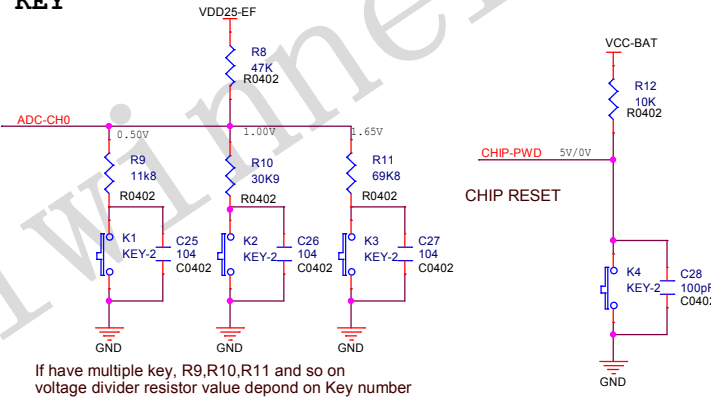 KEY
VDD25-EF
R8
47K
R0402
VCC-BAT
R12
10K
R0402
ADC-CH0
0.50V
1.00V
1.65V
CHIP-PWD
5V/0V
R9
11k8
R0402
R10
30K9
R0402
R11
69K8
R0402
CHIP RESET
K1
KEY-2
C25
104
C0402
K2
KEY-2
C26
104
C0402
K3
KEY-2
C27
104
C0402
K4
KEY-2
C28
100pF
C0402
GND
GND
GND
GND
If have multiple key, R9,R10,R11 and so on
voltage divider resistor value depond on Key number
winner